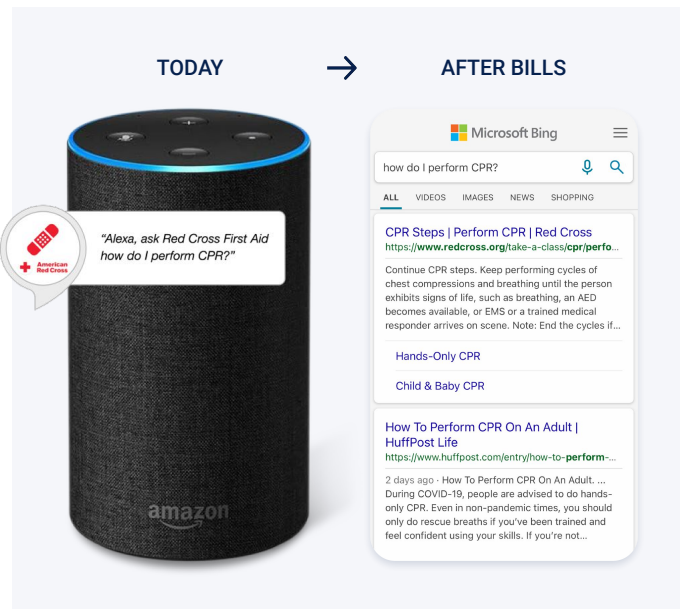 TODAY
AFTER BILLS
American
Red Cross
“Alexa, ask Red Cross First Aid
how do I perform CPR?”
amazon
Microsoft Bing
how do I perform CPR?
ALL VIDEOS IMAGES NEWS SHOPPING
CPR Steps | Perform CPR | Red Cross
https://www.redcross.org/take-a-class/cpr/perfo...
Continue CPR steps. Keep performing cycles of
chest compressions and breathing until the person
exhibits signs of life, such as breathing, an AED
becomes available, or EMS or a trained medical
responder arrives on scene. Note: End the cycles if...
Hands-Only CPR
Child & Baby CPR
How To Perform CPR On An Adult |
HuffPost Life
https://www.huffpost.com/entry/how-to-perform-...
2 days ago · How To Perform CPR On An Adult. ...
During COVID-19, people are advised to do hands-
only CPR. Even in non-pandemic times, you should
only do rescue breaths if you've been trained and
feel confident using your skills. If you're not...